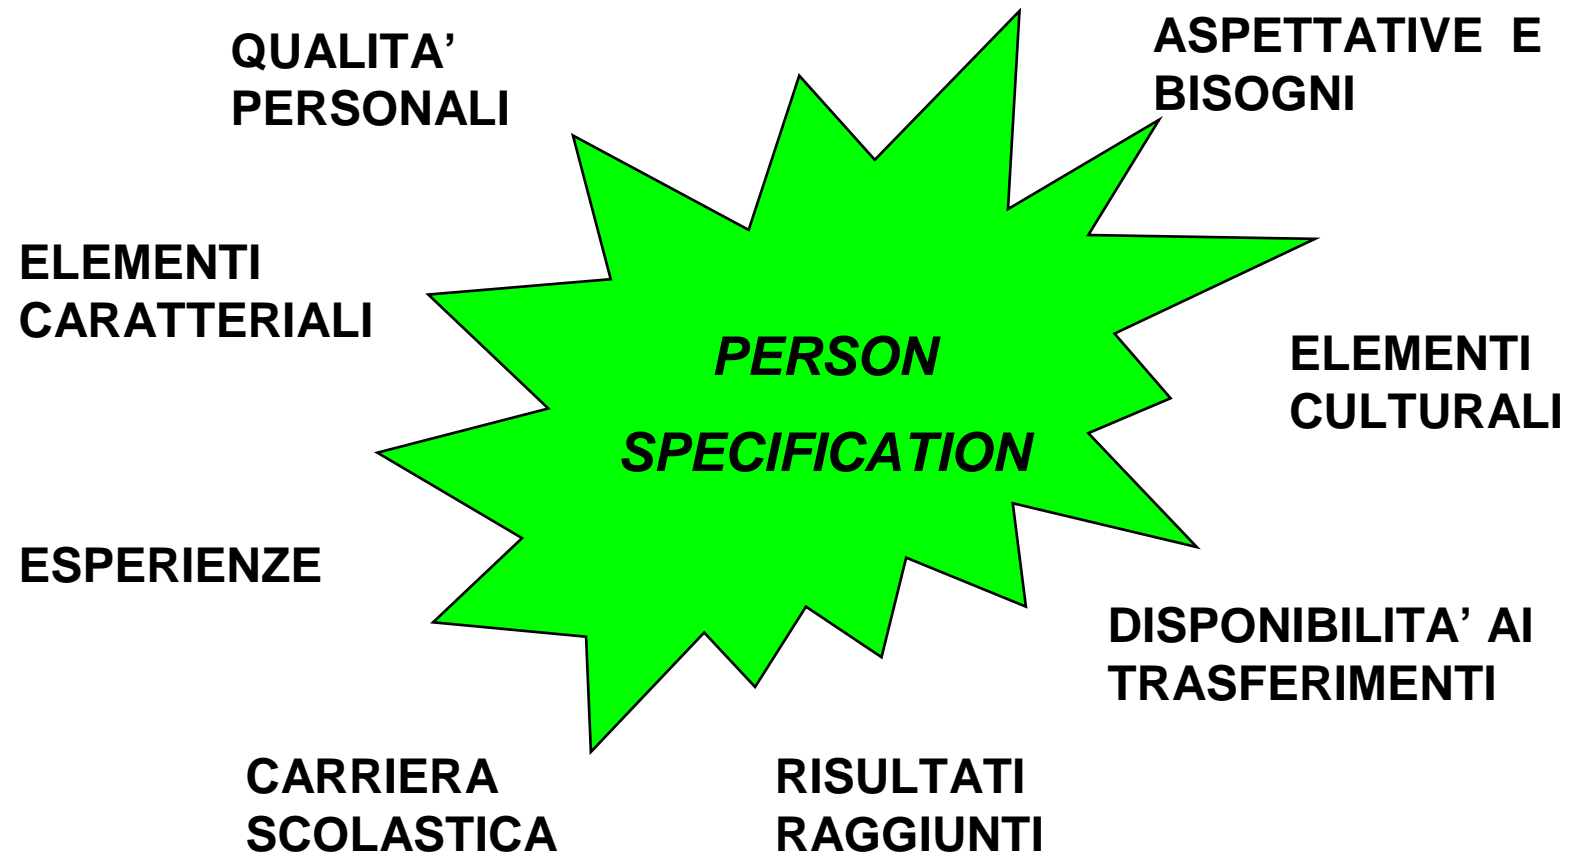 QUALITA’
PERSONALI
ASPETTATIVE E
BISOGNI
ELEMENTI
CARATTERIALI
PERSON
SPECIFICATION
ELEMENTI
CULTURALI
ESPERIENZE
DISPONIBILITA’ AI
TRASFERIMENTI
CARRIERA
SCOLASTICA
RISULTATI
RAGGIUNTI